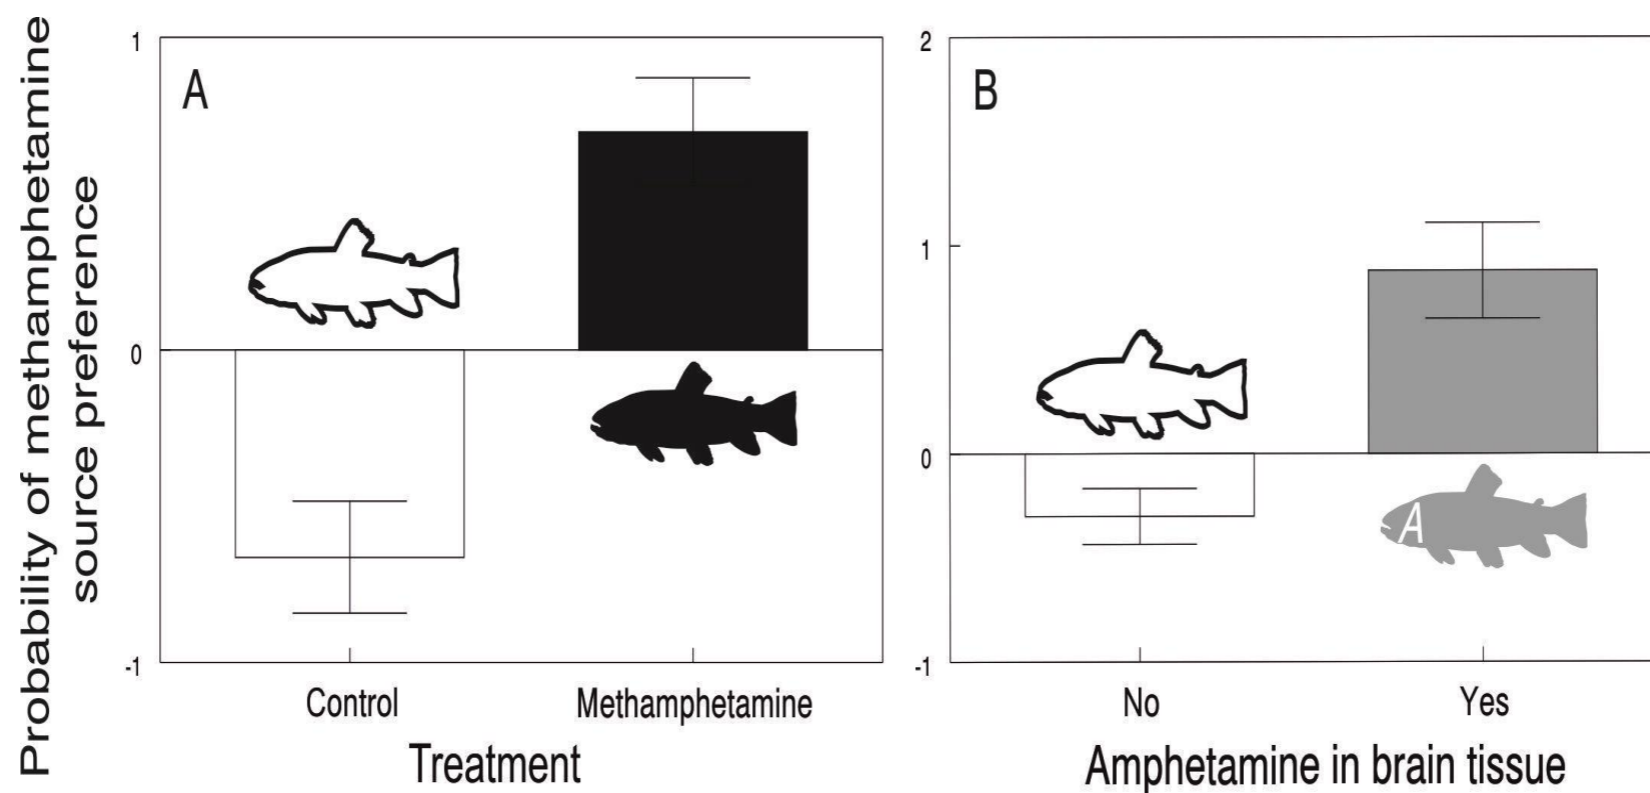 Probability of methamphetamine
source preference
A
1
0
-1
Control Methamphetamine
Treatment
B
2
1
0
-1
A
No Yes
Amphetamine in brain tissue